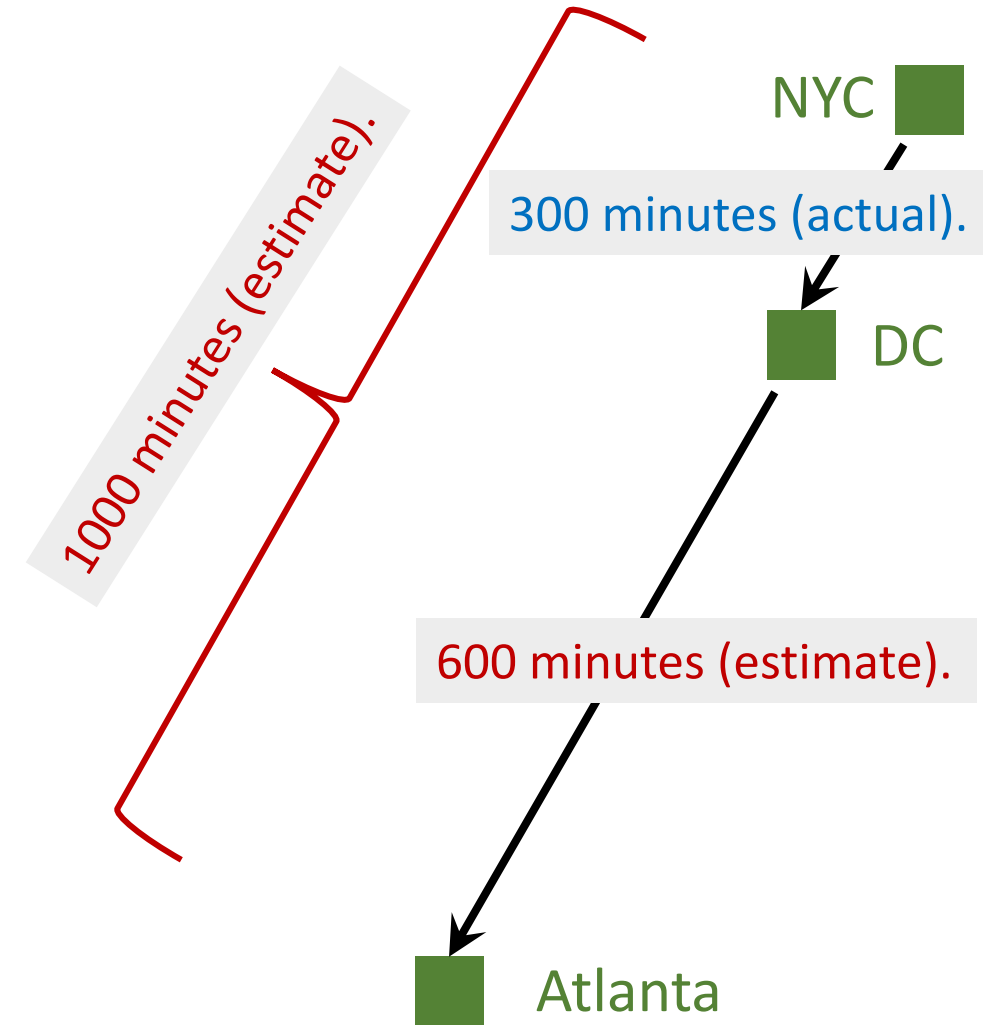 NYC
1000 minutes (estimate).
300 minutes (actual).
DC
600 minutes (estimate).
Atlanta